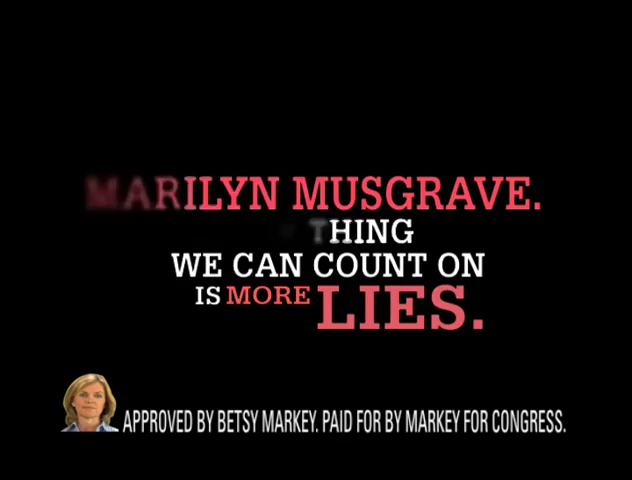 MARILYN MUSGRAVE.
THING
WE CAN COUNT ON
IS MORE LIES.
APPROVED BY BETSY MARKEY. PAID FOR BY MARKEY FOR CONGRESS.